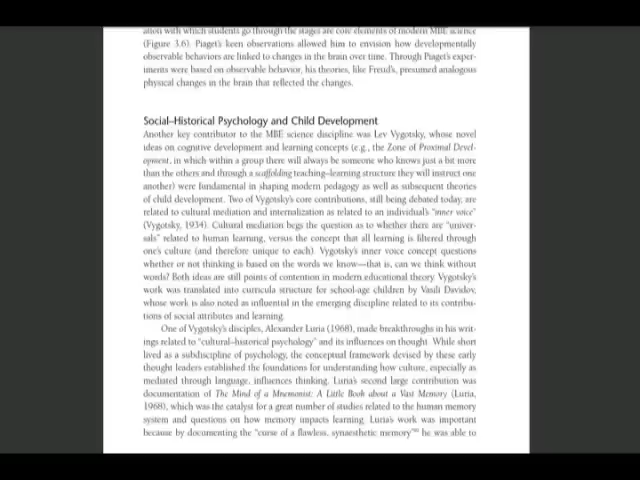 ation with which students go through the stages are core elements of modern MBE science
(Figure 3.6). Piaget's keen observations allowed him to envision how developmentally
observable behaviors are linked to changes in the brain over time. Through Piaget's exper-
iments were based on observable behavior, his theories, like Freud's, presumed analogous
physical changes in the brain that reflected the changes.
Social–Historical Psychology and Child Development
Another key contributor to the MBE science discipline was Lev Vygotsky, whose novel
ideas on cognitive development and learning concepts (e.g., the Zone of Proximal Devel-
opment, in which within a group there will always be someone who knows just a bit more
than the others and through a scaffolding teaching–learning structure they will instruct one
another) were fundamental in shaping modern pedagogy as well as subsequent theories
of child development. Two of Vygotsky's core contributions, still being debated today, are
related to cultural mediation and internalization as related to an individual's "inner voice"
(Vygotsky, 1934). Cultural mediation begs the question as to whether there are "univer-
sals" related to human learning, versus the concept that all learning is filtered through
one's culture (and therefore unique to each). Vygotsky's inner voice concept questions
whether or not thinking is based on the words we know—that is, can we think without
words? Both ideas are still points of contention in modern educational theory. Vygotsky's
work was translated into curricula structure for school-age children by Vasili Davidov,
whose work is also noted as influential in the emerging discipline related to its contribu-
tions of social attributes and learning.
One of Vygotsky's disciples, Alexander Luria (1968), made breakthroughs in his writ-
ings related to "cultural–historical psychology" and its influences on thought. While short
lived as a subdiscipline of psychology, the conceptual framework devised by these early
thought leaders established the foundations for understanding how culture, especially as
mediated through language, influences thinking. Luria's second large contribution was
documentation of The Mind of a Mnemonist: A Little Book about a Vast Memory (Luria,
1968), which was the catalyst for a great number of studies related to the human memory
system and questions on how memory impacts learning. Luria's work was important
because by documenting the "curse of a flawless, synaesthetic memory" he was able to